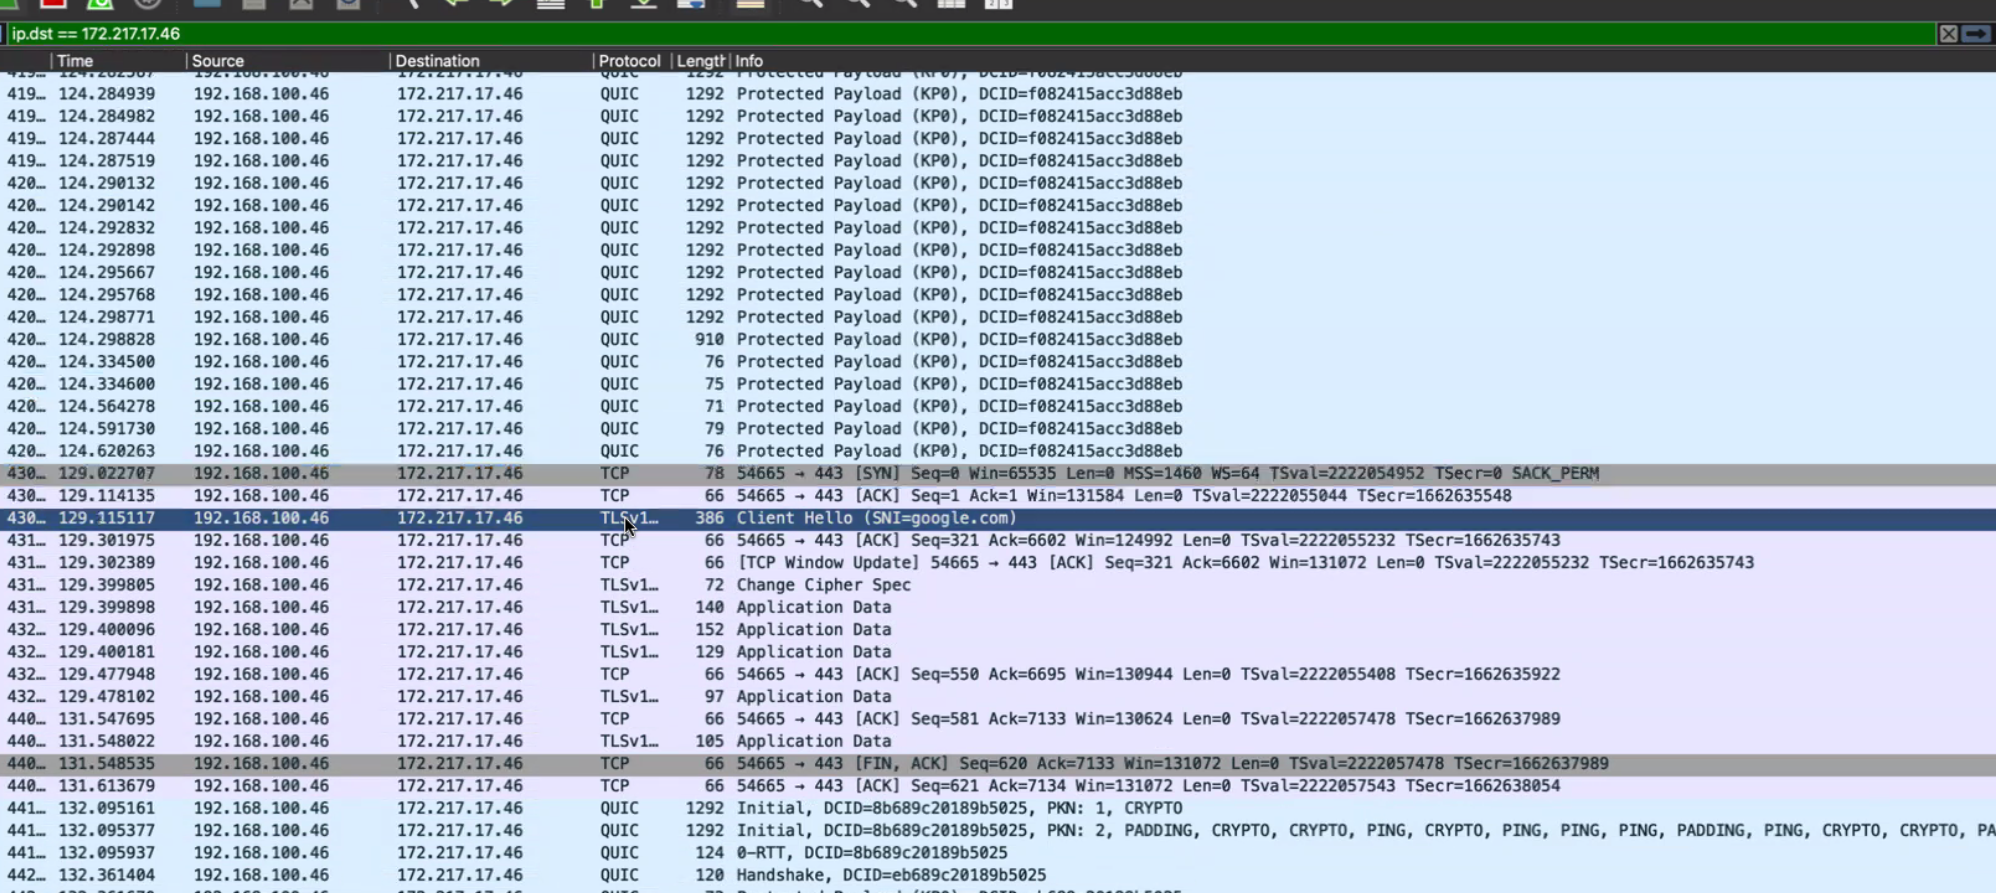 ip.dst == 172.217.17.46
Time Source Destination Protocol Length Info
419… 124.282567 192.168.100.46 172.217.17.46 QUIC 1292 Protected Payload (KP0), DCID=f082415acc3d88eb
419… 124.284939 192.168.100.46 172.217.17.46 QUIC 1292 Protected Payload (KP0), DCID=f082415acc3d88eb
419… 124.284982 192.168.100.46 172.217.17.46 QUIC 1292 Protected Payload (KP0), DCID=f082415acc3d88eb
419… 124.287444 192.168.100.46 172.217.17.46 QUIC 1292 Protected Payload (KP0), DCID=f082415acc3d88eb
419… 124.287519 192.168.100.46 172.217.17.46 QUIC 1292 Protected Payload (KP0), DCID=f082415acc3d88eb
420… 124.290132 192.168.100.46 172.217.17.46 QUIC 1292 Protected Payload (KP0), DCID=f082415acc3d88eb
420… 124.290142 192.168.100.46 172.217.17.46 QUIC 1292 Protected Payload (KP0), DCID=f082415acc3d88eb
420… 124.292832 192.168.100.46 172.217.17.46 QUIC 1292 Protected Payload (KP0), DCID=f082415acc3d88eb
420… 124.292898 192.168.100.46 172.217.17.46 QUIC 1292 Protected Payload (KP0), DCID=f082415acc3d88eb
420… 124.295667 192.168.100.46 172.217.17.46 QUIC 1292 Protected Payload (KP0), DCID=f082415acc3d88eb
420… 124.295768 192.168.100.46 172.217.17.46 QUIC 1292 Protected Payload (KP0), DCID=f082415acc3d88eb
420… 124.298771 192.168.100.46 172.217.17.46 QUIC 1292 Protected Payload (KP0), DCID=f082415acc3d88eb
420… 124.298828 192.168.100.46 172.217.17.46 QUIC 910 Protected Payload (KP0), DCID=f082415acc3d88eb
420… 124.334500 192.168.100.46 172.217.17.46 QUIC 76 Protected Payload (KP0), DCID=f082415acc3d88eb
420… 124.334600 192.168.100.46 172.217.17.46 QUIC 75 Protected Payload (KP0), DCID=f082415acc3d88eb
420… 124.564278 192.168.100.46 172.217.17.46 QUIC 71 Protected Payload (KP0), DCID=f082415acc3d88eb
420… 124.591730 192.168.100.46 172.217.17.46 QUIC 79 Protected Payload (KP0), DCID=f082415acc3d88eb
420… 124.620263 192.168.100.46 172.217.17.46 QUIC 76 Protected Payload (KP0), DCID=f082415acc3d88eb
430… 129.022707 192.168.100.46 172.217.17.46 TCP 78 54665 → 443 [SYN] Seq=0 Win=65535 Len=0 MSS=1460 WS=64 TSval=2222054952 TSecr=0 SACK_PERM
430… 129.114135 192.168.100.46 172.217.17.46 TCP 66 54665 → 443 [ACK] Seq=1 Ack=1 Win=131584 Len=0 TSval=2222055044 TSecr=1662635548
430… 129.115117 192.168.100.46 172.217.17.46 TLSv1… 386 Client Hello (SNI=google.com)
431… 129.301975 192.168.100.46 172.217.17.46 TCP 66 54665 → 443 [ACK] Seq=321 Ack=6602 Win=124992 Len=0 TSval=2222055232 TSecr=1662635743
431… 129.302389 192.168.100.46 172.217.17.46 TCP 66 [TCP Window Update] 54665 → 443 [ACK] Seq=321 Ack=6602 Win=131072 Len=0 TSval=2222055232 TSecr=1662635743
431… 129.399805 192.168.100.46 172.217.17.46 TLSv1… 72 Change Cipher Spec
431… 129.399898 192.168.100.46 172.217.17.46 TLSv1… 140 Application Data
432… 129.400096 192.168.100.46 172.217.17.46 TLSv1… 152 Application Data
432… 129.400181 192.168.100.46 172.217.17.46 TLSv1… 129 Application Data
432… 129.477948 192.168.100.46 172.217.17.46 TCP 66 54665 → 443 [ACK] Seq=550 Ack=6695 Win=130944 Len=0 TSval=2222055408 TSecr=1662635922
432… 129.478102 192.168.100.46 172.217.17.46 TLSv1… 97 Application Data
440… 131.547695 192.168.100.46 172.217.17.46 TCP 66 54665 → 443 [ACK] Seq=581 Ack=7133 Win=130624 Len=0 TSval=2222057478 TSecr=1662637989
440… 131.548022 192.168.100.46 172.217.17.46 TLSv1… 105 Application Data
440… 131.548535 192.168.100.46 172.217.17.46 TCP 66 54665 → 443 [FIN, ACK] Seq=620 Ack=7133 Win=131072 Len=0 TSval=2222057478 TSecr=1662637989
440… 131.613679 192.168.100.46 172.217.17.46 TCP 66 54665 → 443 [ACK] Seq=621 Ack=7134 Win=131072 Len=0 TSval=2222057543 TSecr=1662638054
441… 132.095161 192.168.100.46 172.217.17.46 QUIC 1292 Initial, DCID=8b689c20189b5025, PKN: 1, CRYPTO
441… 132.095377 192.168.100.46 172.217.17.46 QUIC 1292 Initial, DCID=8b689c20189b5025, PKN: 2, PADDING, CRYPTO, CRYPTO, PING, CRYPTO, PING, PING, PING, PADDING, PING, CRYPTO, CRYPTO, PA
441… 132.095937 192.168.100.46 172.217.17.46 QUIC 124 0-RTT, DCID=8b689c20189b5025
442… 132.361404 192.168.100.46 172.217.17.46 QUIC 120 Handshake, DCID=eb689c20189b5025